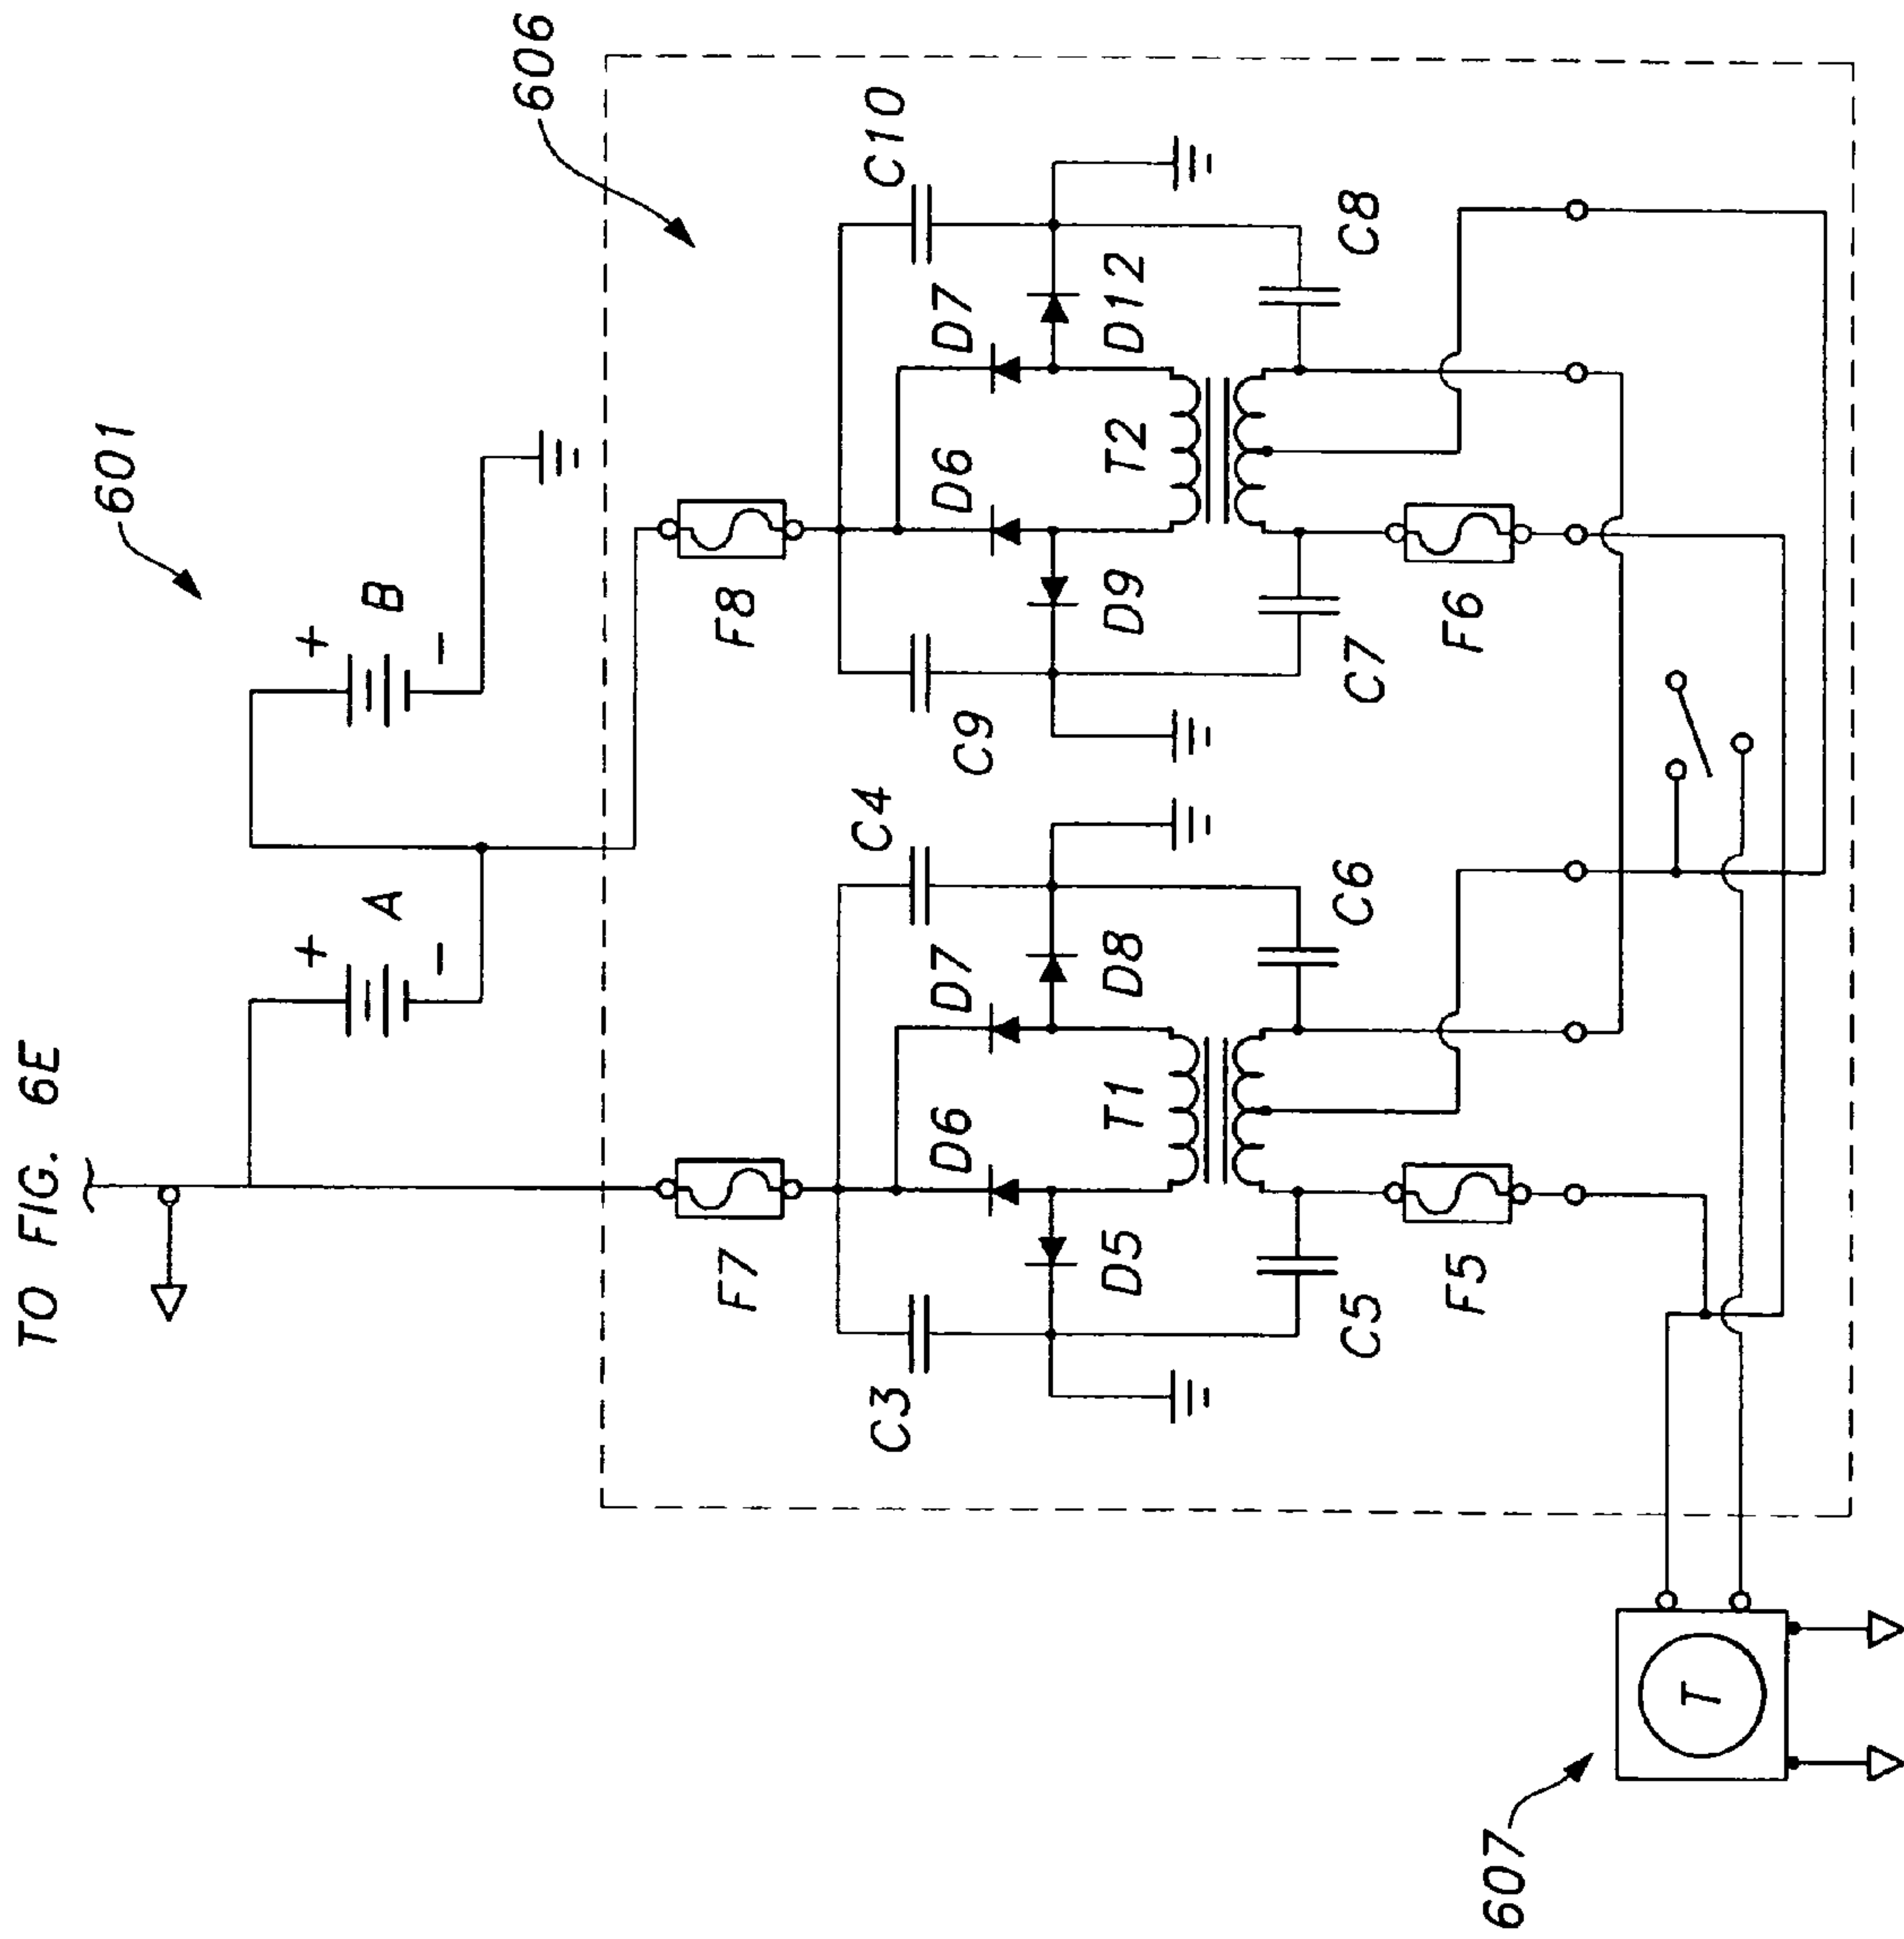 TO FIG. 6E
601
606
+
A
−
+
B
−
F7
F8
C3
D6
D7
C4
C9
D6
D7
C10
D5
T1
D8
D9
T2
D12
C5
C6
C7
C8
F5
F6
607
T